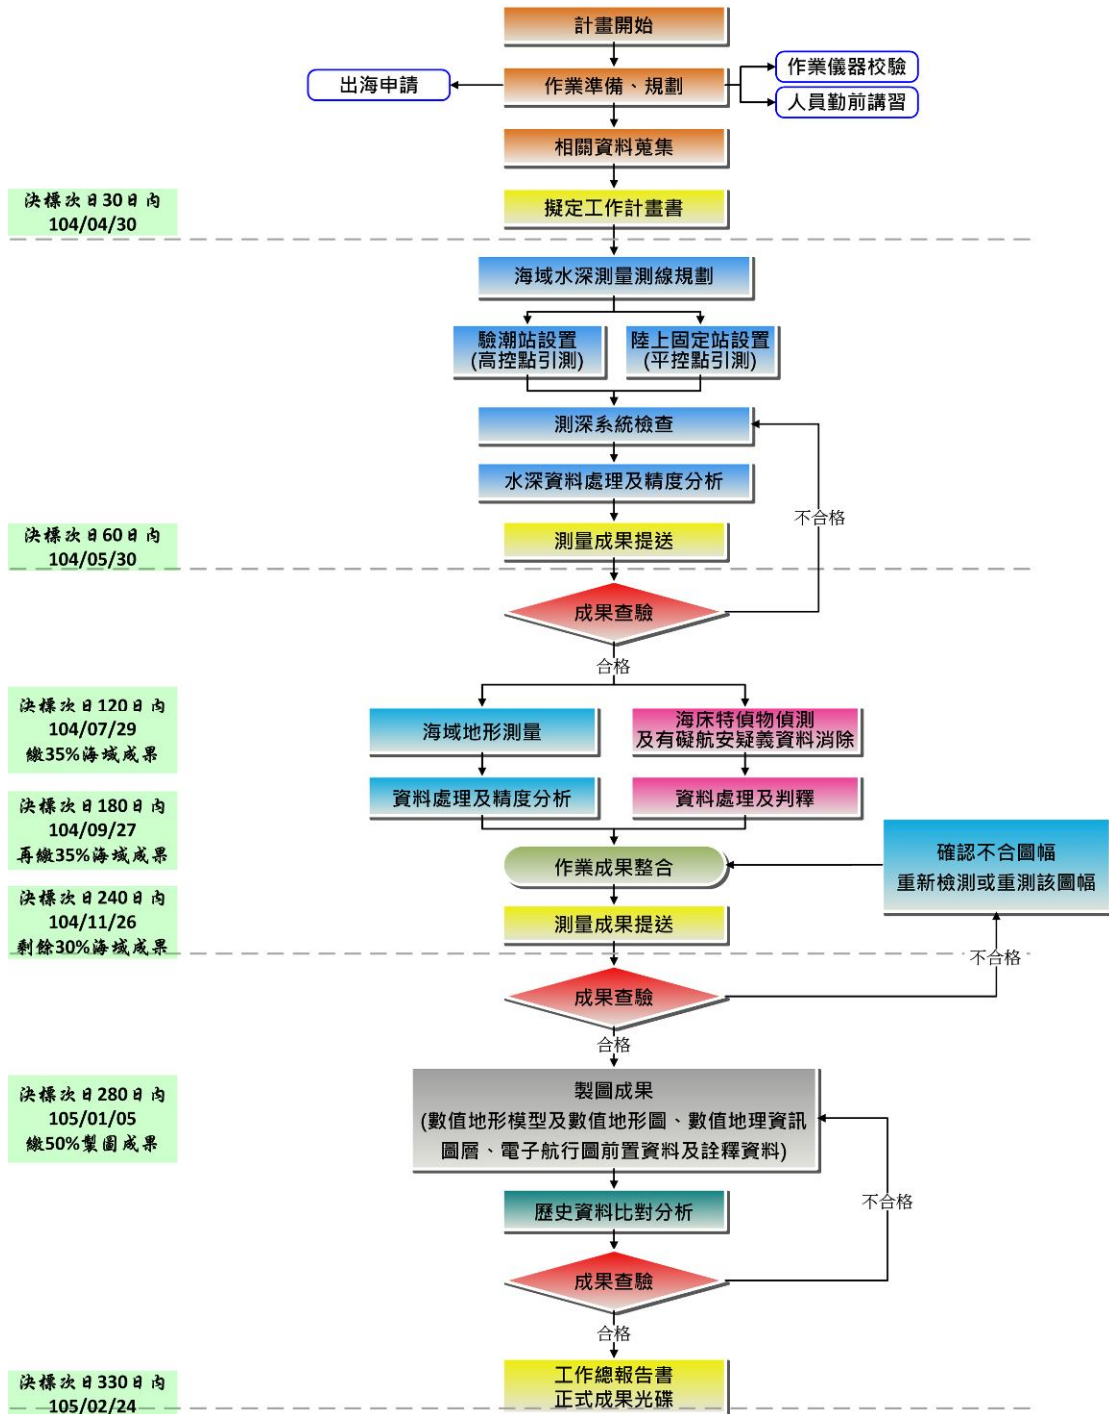 計畫開始
出海申請
作業準備、規劃
作業儀器校驗
人員勤前講習
相關資料蒐集
決標次日30日內
104/04/30
擬定工作計畫書
海域水深測量測線規劃
驗潮站設置
(高控點引測)
陸上固定站設置
(平控點引測)
測深系統檢查
水深資料處理及精度分析
不合格
決標次日60日內
104/05/30
測量成果提送
成果查驗
合格
決標次日120日內
104/07/29
繳35%海域成果
海域地形測量
海床特偵物偵測
及有礙航安疑義資料消除
決標次日180日內
104/09/27
再繳35%海域成果
資料處理及精度分析
資料處理及判釋
作業成果整合
確認不合圖幅
重新檢測或重測該圖幅
決標次日240日內
104/11/26
剩餘30%海域成果
測量成果提送
不合格
成果查驗
合格
決標次日280日內
105/01/05
繳50%製圖成果
製圖成果
(數值地形模型及數值地形圖、數值地理資訊
圖層、電子航行圖前置資料及詮釋資料)
不合格
歷史資料比對分析
成果查驗
合格
決標次日330日內
105/02/24
工作總報告書
正式成果光碟